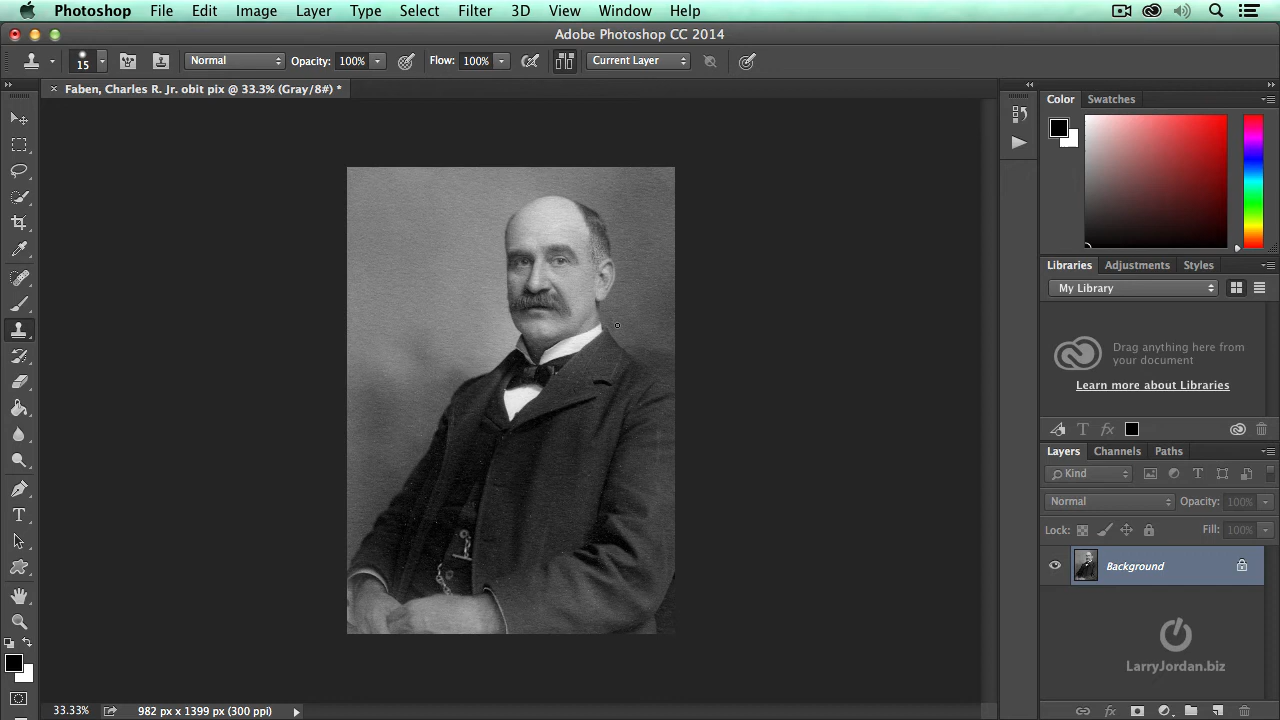 Photoshop File Edit Image Layer Type Select Filter 3D View Window Help
Adobe Photoshop CC 2014
15 Normal Opacity: 100% Flow: 100% Current Layer
× Faben, Charles R. Jr. obit pix @ 33.3% (Gray/8#) *
Color Swatches
Libraries Adjustments Styles
My Library
Drag anything here from
your document
Learn more about Libraries
T fx
Layers Channels Paths
Kind T
Normal Opacity: 100%
Lock: Fill: 100%
Background
LarryJordan.biz
33.33% 982 px x 1399 px (300 ppi)
fx